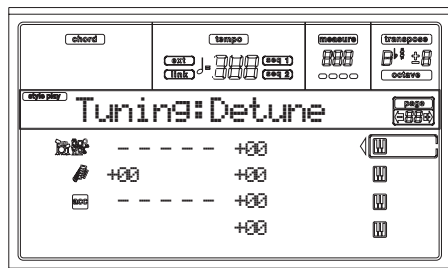 chord tempo measure transpose
ext ♩= seq 1
link seq 2
octave
style play Tuning:Detune page
- - - - - +00
+00 +00
acc - - - - - +00
+00